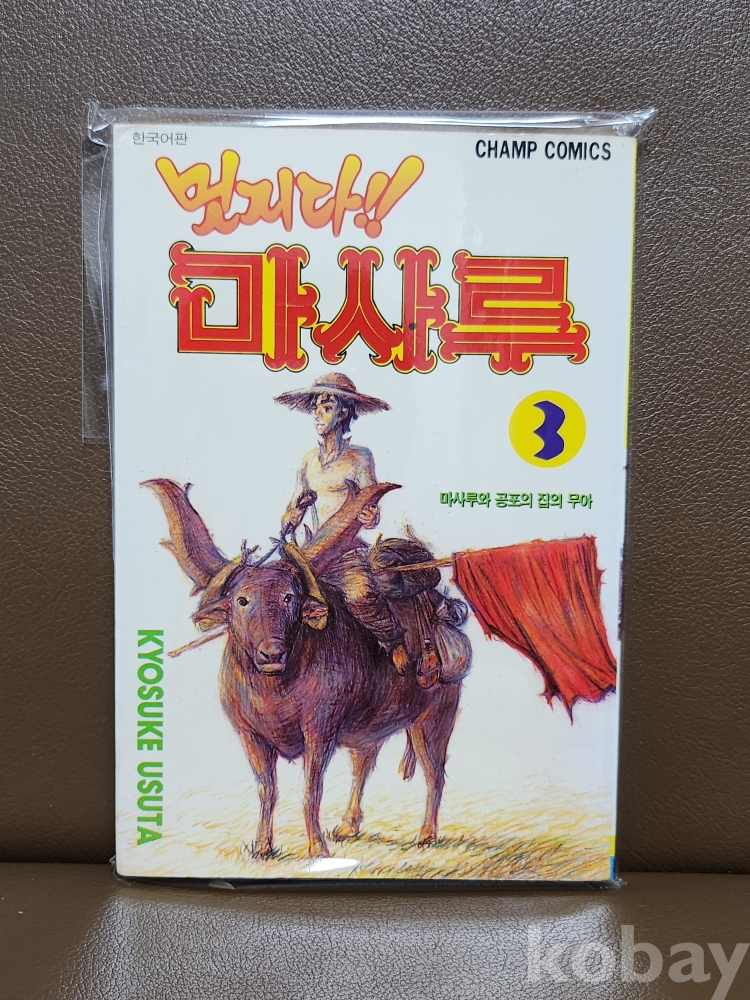 한국어판
CHAMP COMICS
멋지다!!
마사루
3
마사루와 공포의 집의 무아
KYOSUKE USUTA
kobay